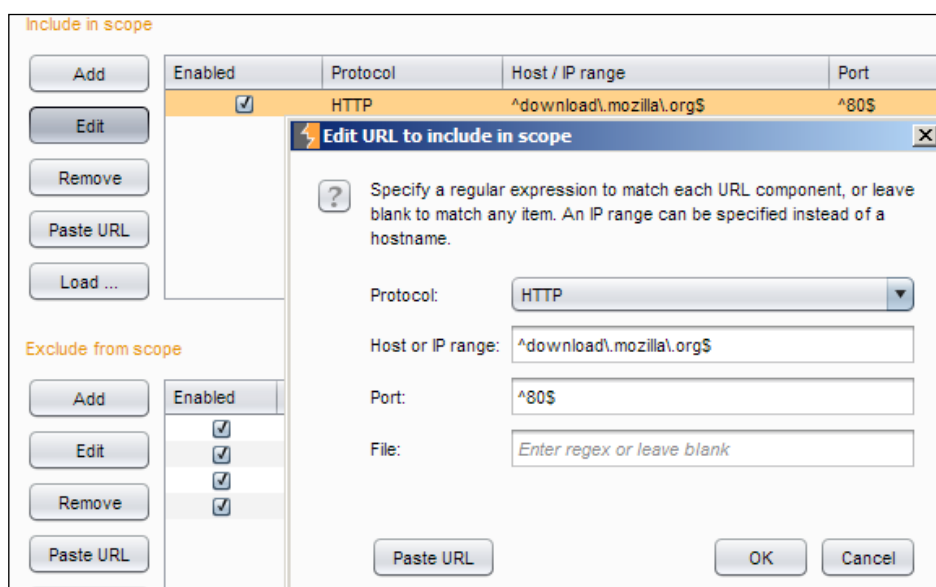 Include in scope
Add
Edit
Remove
Paste URL
Load ...
Enabled Protocol Host / IP range Port
HTTP ^download\.mozilla\.org$ ^80$
Edit URL to include in scope
Specify a regular expression to match each URL component, or leave
blank to match any item. An IP range can be specified instead of a
hostname.
Protocol: HTTP
Host or IP range: ^download\.mozilla\.org$
Port: ^80$
File: Enter regex or leave blank
Paste URL OK Cancel
Exclude from scope
Add
Edit
Remove
Paste URL
Enabled